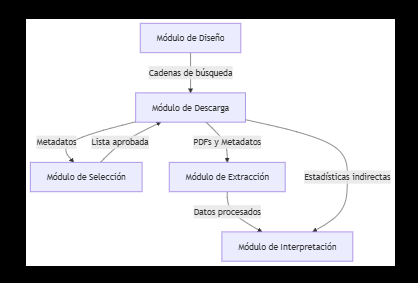 Módulo de Diseño
Cadenas de búsqueda
Módulo de Descarga
Metadatos
Lista aprobada
PDFs y Metadatos
Módulo de Selección
Módulo de Extracción
Estadísticas indirectas
Datos procesados
Módulo de Interpretación